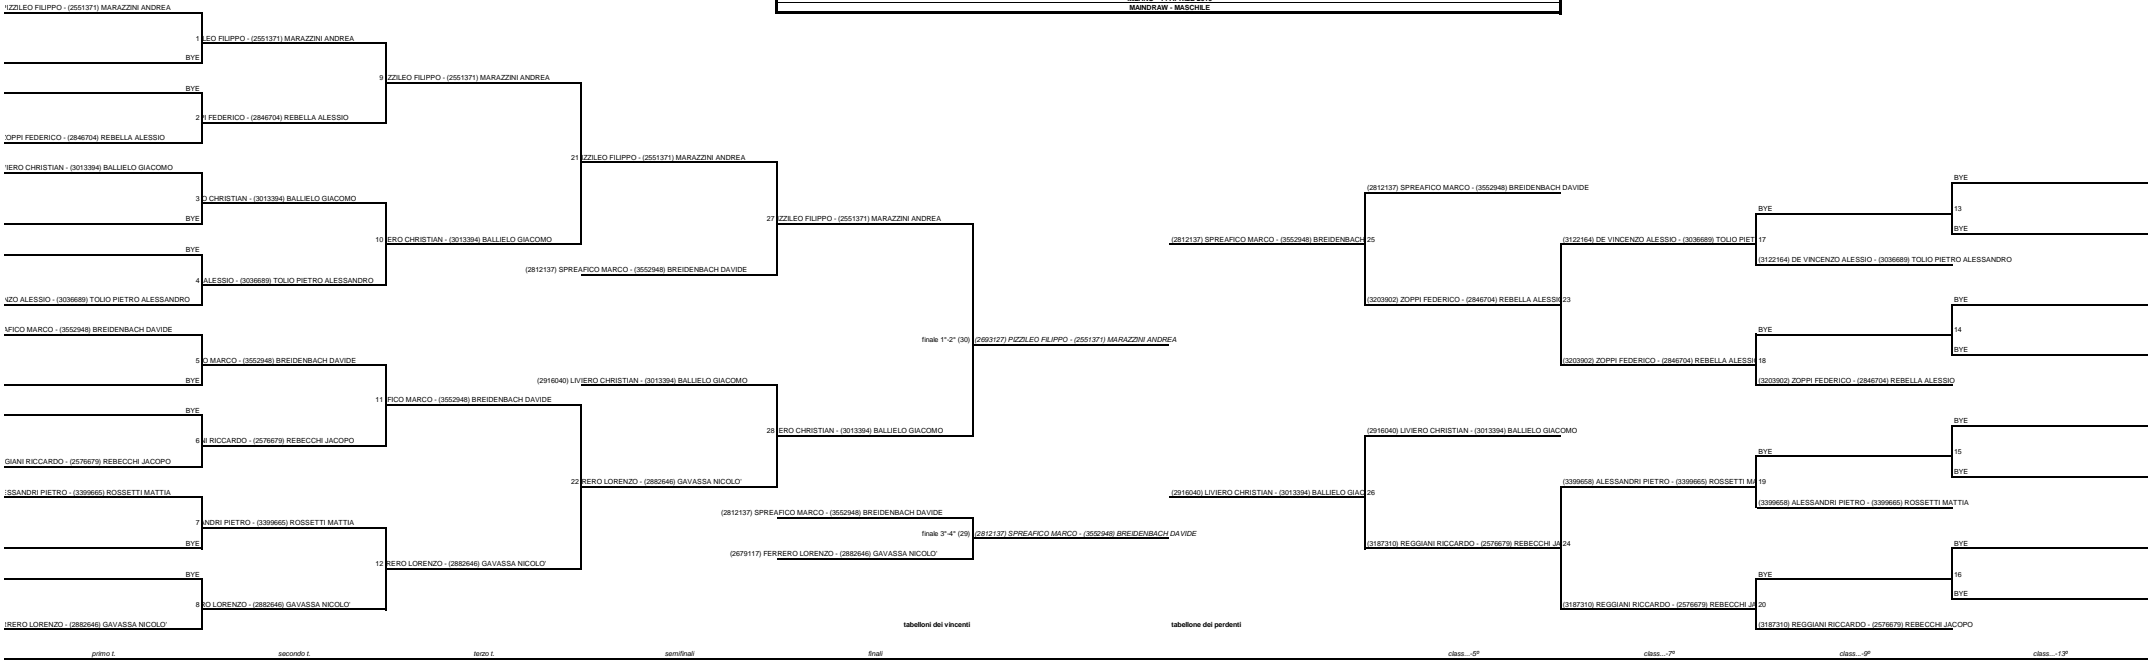 MAINDRAW - MASCHILE
PIZZILEO FILIPPO - (2551371) MARAZZINI ANDREA
1 LEO FILIPPO - (2551371) MARAZZINI ANDREA
BYE
9 ZZILEO FILIPPO - (2551371) MARAZZINI ANDREA
BYE
2 PI FEDERICO - (2846704) REBELLA ALESSIO
ZOPPI FEDERICO - (2846704) REBELLA ALESSIO
21 IZZILEO FILIPPO - (2551371) MARAZZINI ANDREA
VIERO CHRISTIAN - (3013394) BALLIELO GIACOMO
3 O CHRISTIAN - (3013394) BALLIELO GIACOMO
BYE
27 IZZILEO FILIPPO - (2551371) MARAZZINI ANDREA
10 ERO CHRISTIAN - (3013394) BALLIELO GIACOMO
BYE
(2812137) SPREAFICO MARCO - (3552948) BREIDENBACH DAVIDE
4 ALESSIO - (3036689) TOLIO PIETRO ALESSANDRO
NZO ALESSIO - (3036689) TOLIO PIETRO ALESSANDRO
AFICO MARCO - (3552948) BREIDENBACH DAVIDE
finale 1°-2° (30) (2693127) PIZZILEO FILIPPO - (2551371) MARAZZINI ANDREA
5 O MARCO - (3552948) BREIDENBACH DAVIDE
BYE
(2916040) LIVIERO CHRISTIAN - (3013394) BALLIELO GIACOMO
11 FICO MARCO - (3552948) BREIDENBACH DAVIDE
BYE
28 ERO CHRISTIAN - (3013394) BALLIELO GIACOMO
6 NI RICCARDO - (2576679) REBECCHI JACOPO
GIANI RICCARDO - (2576679) REBECCHI JACOPO
22 RERO LORENZO - (2882646) GAVASSA NICOLO'
ESSANDRI PIETRO - (3399665) ROSSETTI MATTIA
(2812137) SPREAFICO MARCO - (3552948) BREIDENBACH DAVIDE
7 ANDRI PIETRO - (3399665) ROSSETTI MATTIA
finale 3°-4° (29) (2812137) SPREAFICO MARCO - (3552948) BREIDENBACH DAVIDE
BYE
(2679117) FERRERO LORENZO - (2882646) GAVASSA NICOLO'
12 RERO LORENZO - (2882646) GAVASSA NICOLO'
BYE
8 RO LORENZO - (2882646) GAVASSA NICOLO'
RRERO LORENZO - (2882646) GAVASSA NICOLO'
tabelloni dei vincenti
tabellone dei perdenti
BYE
(2812137) SPREAFICO MARCO - (3552948) BREIDENBACH DAVIDE
BYE
13
BYE
(2812137) SPREAFICO MARCO - (3552948) BREIDENBACH 25
(3122164) DE VINCENZO ALESSIO - (3036689) TOLIO PIET 17
(3122164) DE VINCENZO ALESSIO - (3036689) TOLIO PIETRO ALESSANDRO
(3203902) ZOPPI FEDERICO - (2846704) REBELLA ALESSI 23
BYE
BYE
14
BYE
(3203902) ZOPPI FEDERICO - (2846704) REBELLA ALESSI 18
(3203902) ZOPPI FEDERICO - (2846704) REBELLA ALESSIO
BYE
(2916040) LIVIERO CHRISTIAN - (3013394) BALLIELO GIACOMO
BYE
15
BYE
(3399658) ALESSANDRI PIETRO - (3399665) ROSSETTI MA 19
(2916040) LIVIERO CHRISTIAN - (3013394) BALLIELO GIAC 26
(3399658) ALESSANDRI PIETRO - (3399665) ROSSETTI MATTIA
(3187310) REGGIANI RICCARDO - (2576679) REBECCHI JA 24
BYE
BYE
16
BYE
(3187310) REGGIANI RICCARDO - (2576679) REBECCHI JA 20
(3187310) REGGIANI RICCARDO - (2576679) REBECCHI JACOPO
primo t. secondo t. terzo t. semifinali finali class...-5° class...-7° class...-9° class...-13°